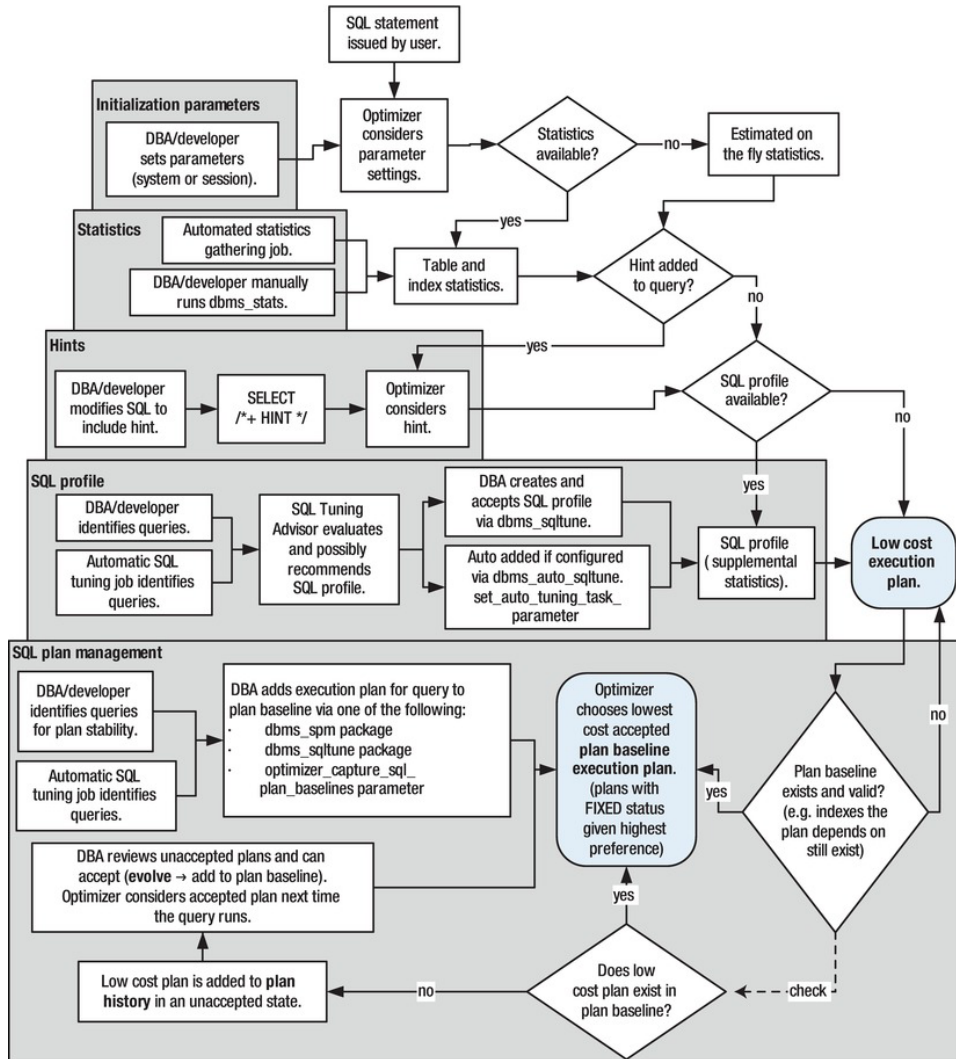 SQL statement
issued by user.
Initialization parameters
DBA/developer
sets parameters
(system or session).
Optimizer
considers
parameter
settings.
Statistics
available?
no
Estimated on
the fly statistics.
yes
Statistics
Automated statistics
gathering job.
DBA/developer manually
runs dbms_stats.
Table and
index statistics.
Hint added
to query?
no
yes
Hints
DBA/developer
modifies SQL to
include hint.
SELECT
/*+ HINT */
Optimizer
considers
hint.
SQL profile
available?
no
yes
SQL profile
DBA/developer
identifies queries.
Automatic SQL
tuning job identifies
queries.
SQL Tuning
Advisor evaluates
and possibly
recommends
SQL profile.
DBA creates and
accepts SQL profile
via dbms_sqltune.
Auto added if configured
via dbms_auto_sqltune.
set_auto_tuning_task_
parameter
SQL profile
(supplemental
statistics).
Low cost
execution
plan.
SQL plan management
DBA/developer
identifies queries
for plan stability.
Automatic SQL
tuning job identifies
queries.
DBA adds execution plan for query to
plan baseline via one of the following:
· dbms_spm package
· dbms_sqltune package
· optimizer_capture_sql_
plan_baselines parameter
Optimizer
chooses lowest
cost accepted
plan baseline
execution plan.
(plans with
FIXED status
given highest
preference)
yes
no
Plan baseline
exists and valid?
(e.g. indexes the
plan depends on
still exist)
DBA reviews unaccepted plans and can
accept (evolve → add to plan baseline).
Optimizer considers accepted plan next time
the query runs.
yes
Low cost plan is added to plan
history in an unaccepted state.
no
Does low
cost plan exist in
plan baseline?
check